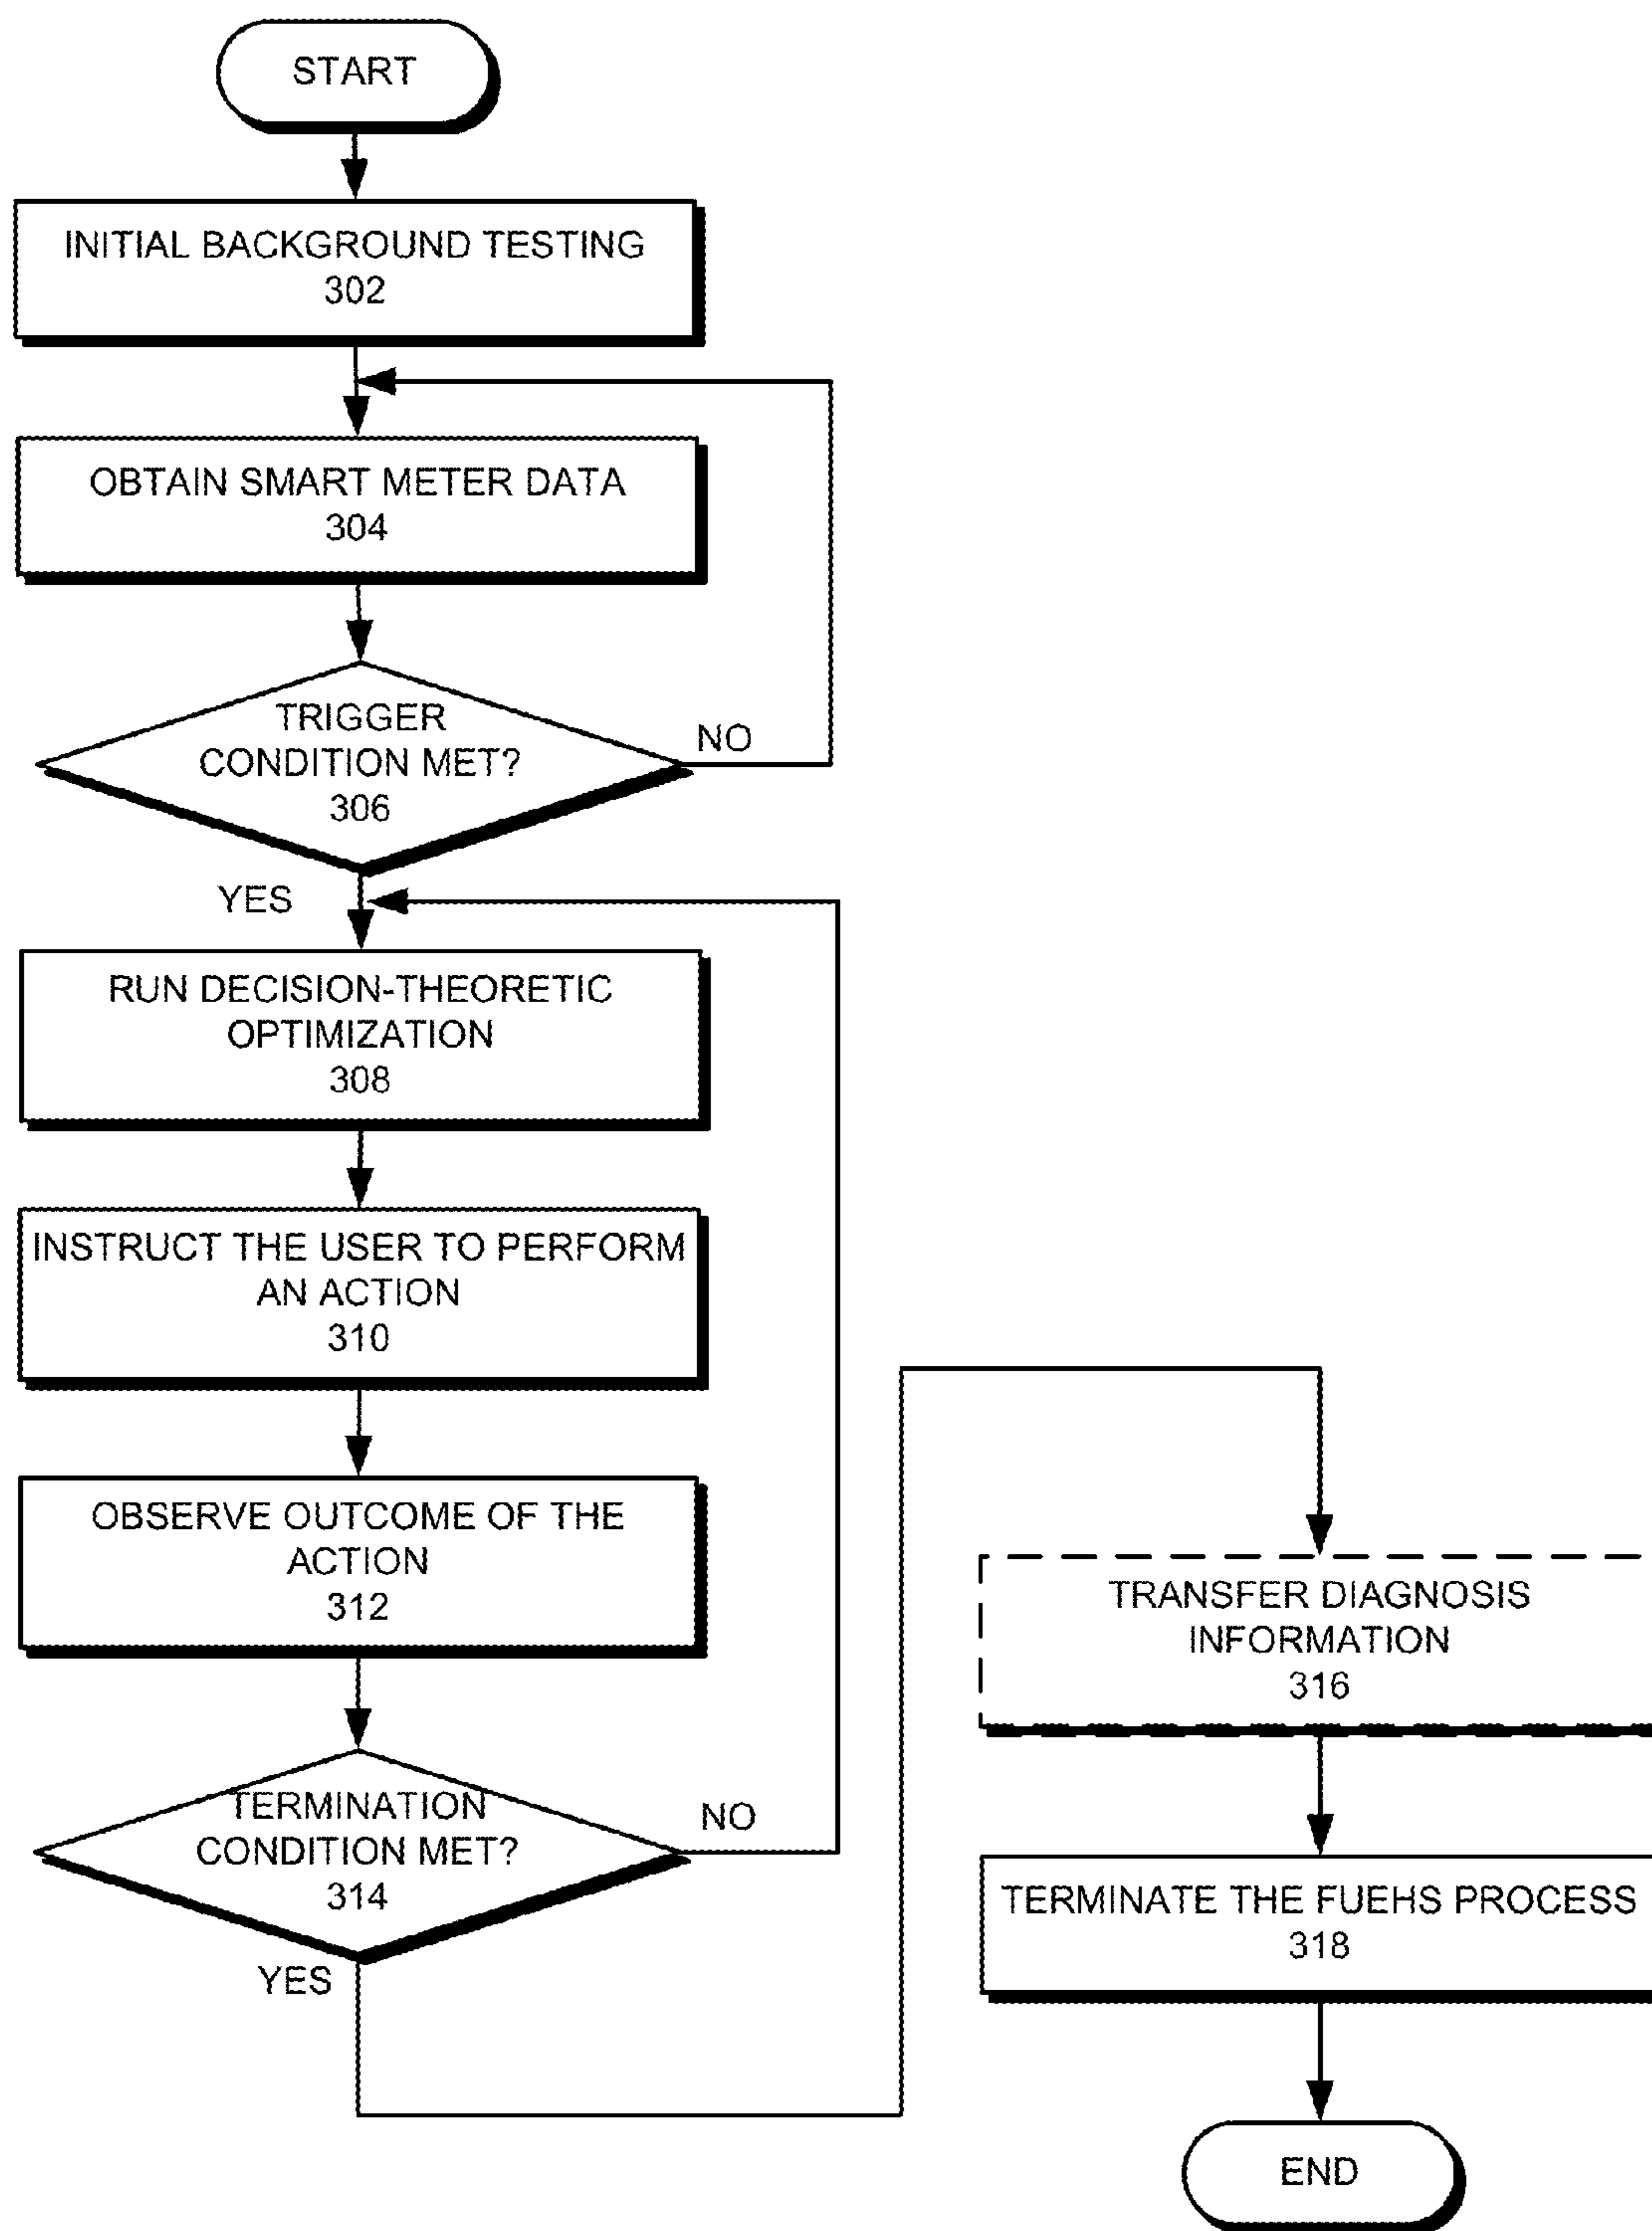 START
INITIAL BACKGROUND TESTING
302
OBTAIN SMART METER DATA
304
TRIGGER
CONDITION MET?
306
NO
YES
RUN DECISION-THEORETIC
OPTIMIZATION
308
INSTRUCT THE USER TO PERFORM
AN ACTION
310
OBSERVE OUTCOME OF THE
ACTION
312
TERMINATION
CONDITION MET?
314
NO
YES
TRANSFER DIAGNOSIS
INFORMATION
316
TERMINATE THE FUEHS PROCESS
318
END